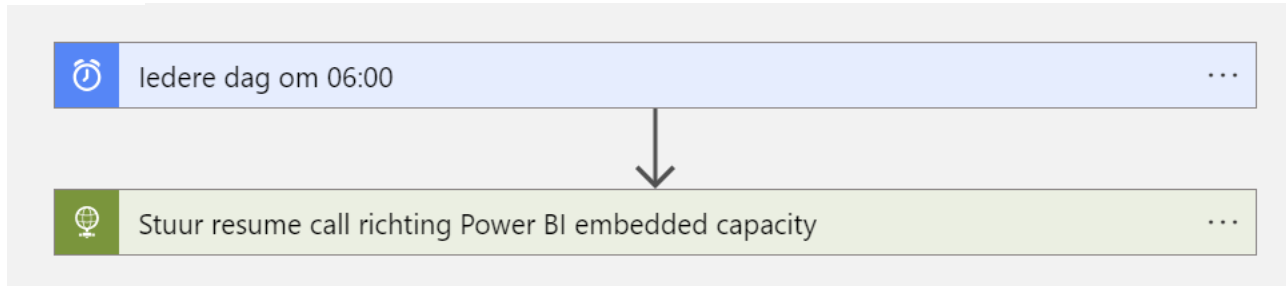 Iedere dag om 06:00
Stuur resume call richting Power BI embedded capacity